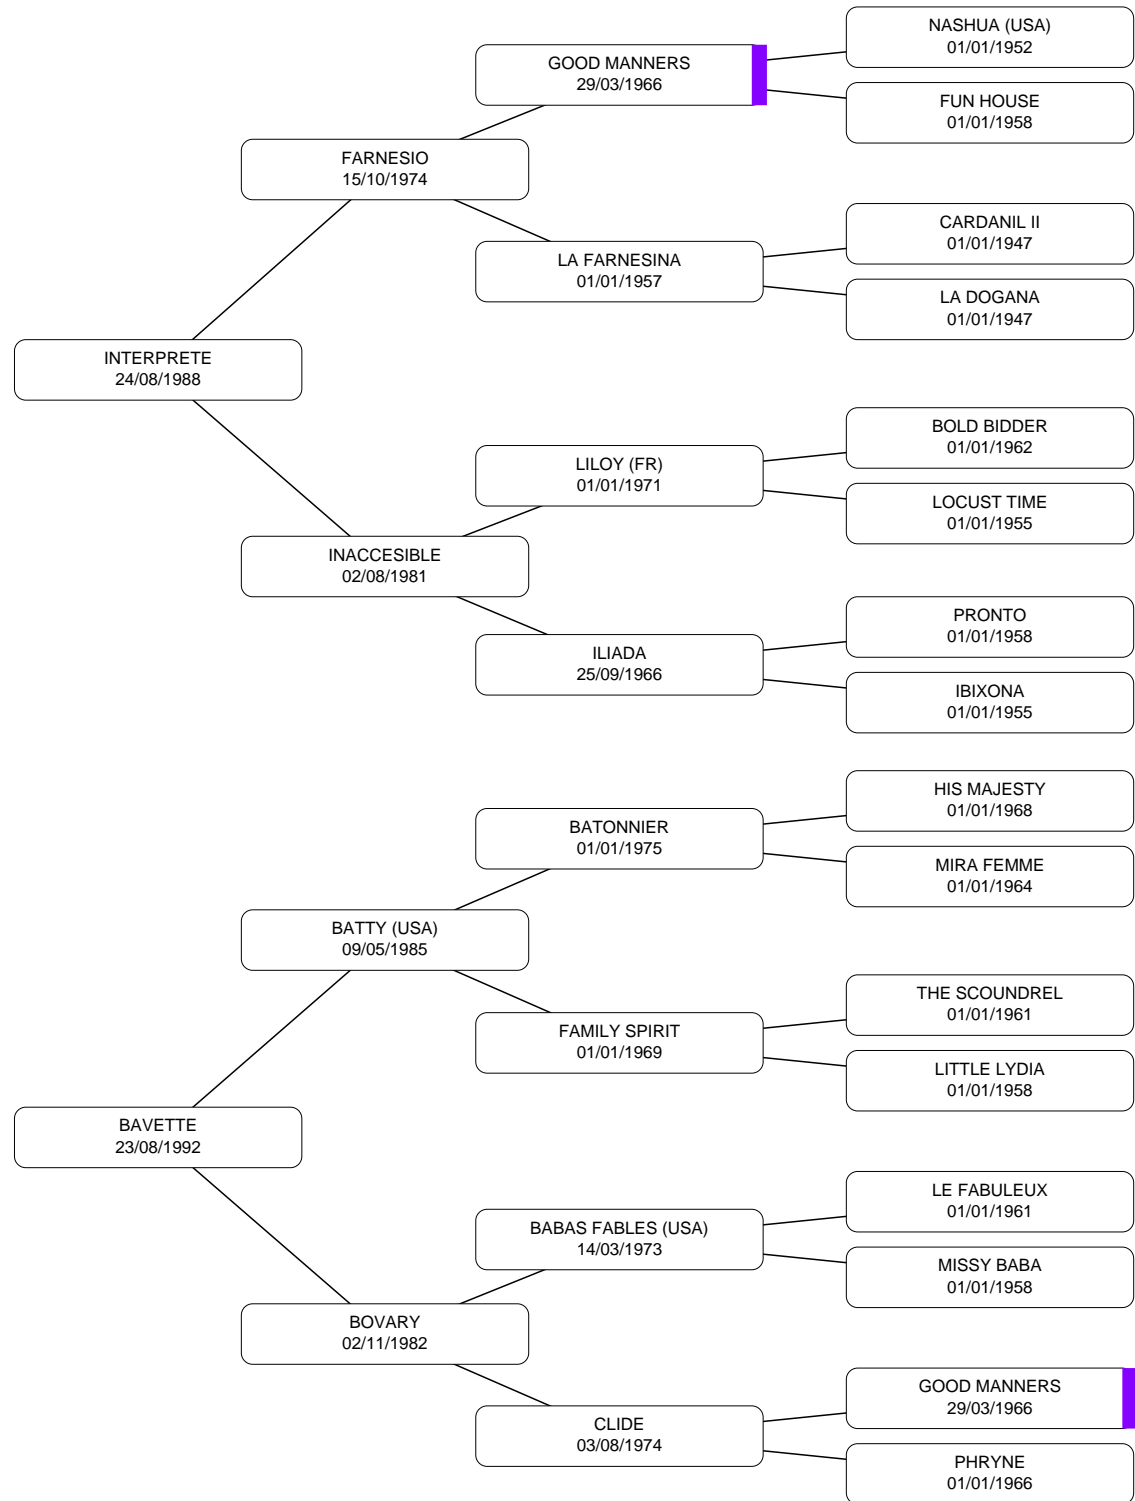 NASHUA (USA)
01/01/1952
GOOD MANNERS
29/03/1966
FUN HOUSE
01/01/1958
FARNESIO
15/10/1974
CARDANIL II
01/01/1947
LA FARNESINA
01/01/1957
LA DOGANA
01/01/1947
INTERPRETE
24/08/1988
BOLD BIDDER
01/01/1962
LILOY (FR)
01/01/1971
LOCUST TIME
01/01/1955
INACCESIBLE
02/08/1981
PRONTO
01/01/1958
ILIADA
25/09/1966
IBIXONA
01/01/1955
HIS MAJESTY
01/01/1968
BATONNIER
01/01/1975
MIRA FEMME
01/01/1964
BATTY (USA)
09/05/1985
THE SCOUNDREL
01/01/1961
FAMILY SPIRIT
01/01/1969
LITTLE LYDIA
01/01/1958
BAVETTE
23/08/1992
LE FABULEUX
01/01/1961
BABAS FABLES (USA)
14/03/1973
MISSY BABA
01/01/1958
BOVARY
02/11/1982
GOOD MANNERS
29/03/1966
CLIDE
03/08/1974
PHRYNE
01/01/1966